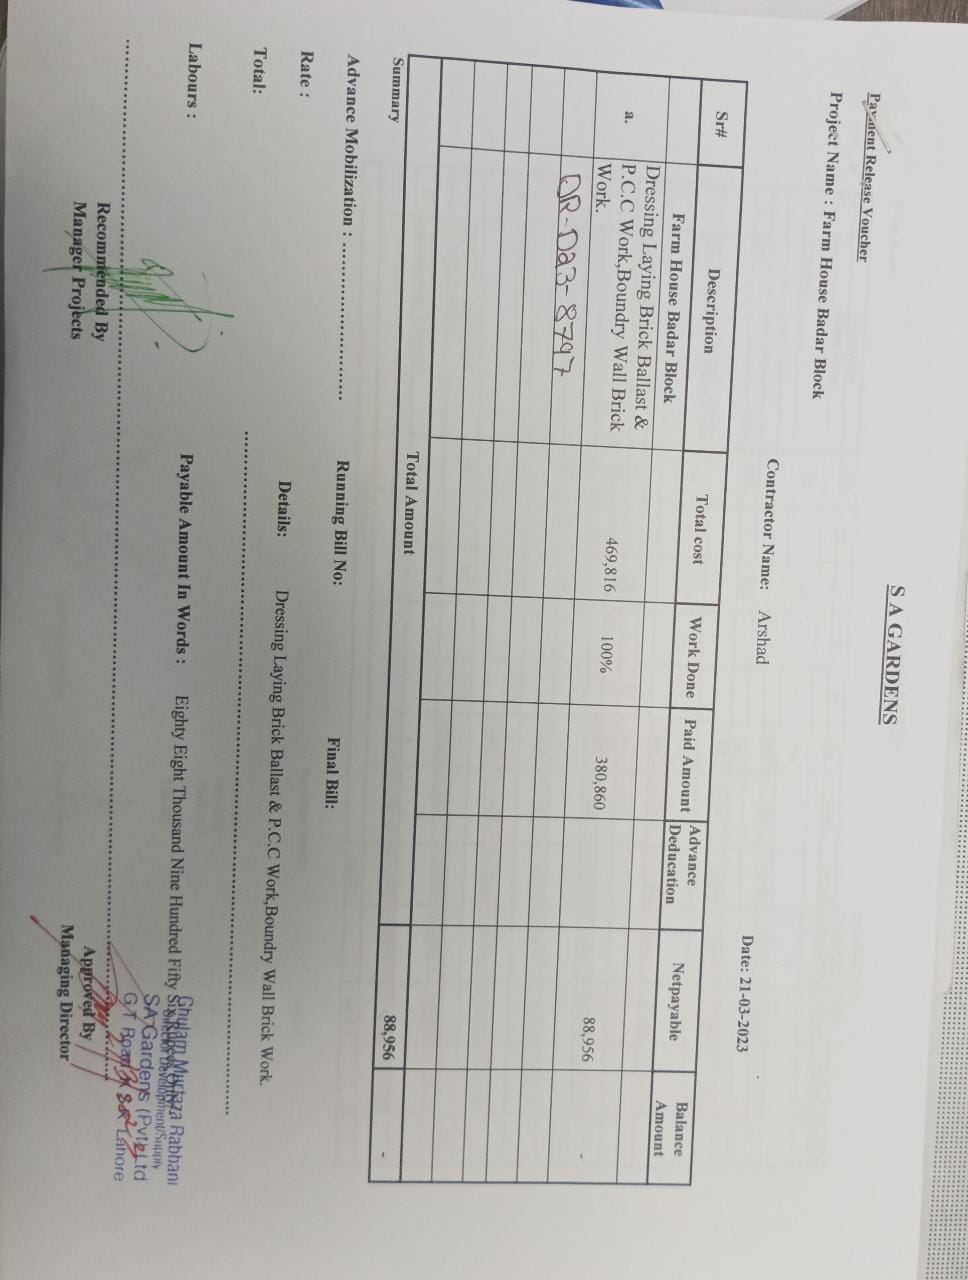 S A GARDENS
Payment Release Voucher
Project Name : Farm House Badar Block
Contractor Name: Arshad
Date: 21-03-2023
Sr# Description Total cost Work Done Paid Amount Advance Deducation Netpayable Balance Amount
Farm House Badar Block
a. Dressing Laying Brick Ballast &
P.C.C Work,Boundry Wall Brick
Work. 469,816 100% 380,860 88,956 -
QR-Da3-8797
Total Amount 88,956 -
Summary
Advance Mobilization : ........................ Running Bill No: Final Bill:
Rate :
Details: Dressing Laying Brick Ballast & P.C.C Work,Boundry Wall Brick Work.
Total:
Labours : Payable Amount In Words : Eighty Eight Thousand Nine Hundred Fifty Six Rupees Only
Ghulam Murtaza Rabbani
Director Development/Supply
SA Gardens (Pvt) Ltd
G.T Road Lahore
Recommended By
Manager Projects
Approved By
Managing Director